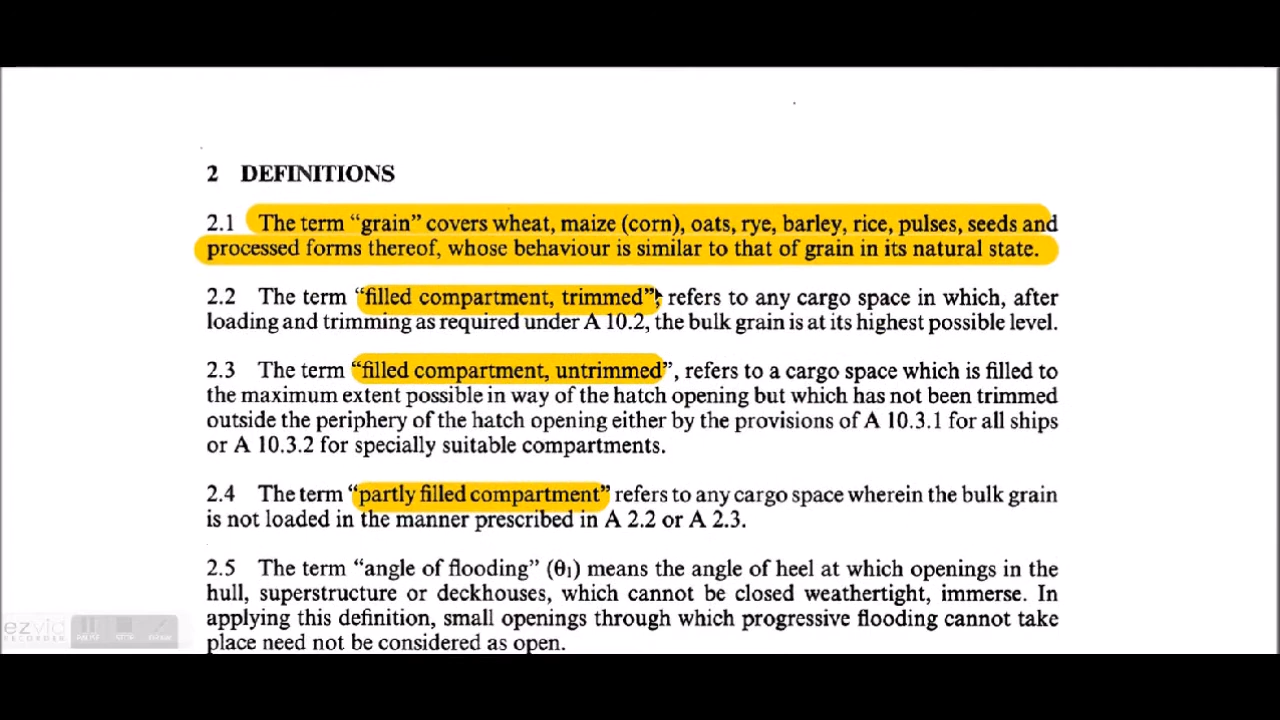 2 DEFINITIONS
2.1 The term “grain” covers wheat, maize (corn), oats, rye, barley, rice, pulses, seeds and
processed forms thereof, whose behaviour is similar to that of grain in its natural state.
2.2 The term “filled compartment, trimmed”, refers to any cargo space in which, after
loading and trimming as required under A 10.2, the bulk grain is at its highest possible level.
2.3 The term “filled compartment, untrimmed”, refers to a cargo space which is filled to
the maximum extent possible in way of the hatch opening but which has not been trimmed
outside the periphery of the hatch opening either by the provisions of A 10.3.1 for all ships
or A 10.3.2 for specially suitable compartments.
2.4 The term “partly filled compartment” refers to any cargo space wherein the bulk grain
is not loaded in the manner prescribed in A 2.2 or A 2.3.
2.5 The term “angle of flooding” (θ₁) means the angle of heel at which openings in the
hull, superstructure or deckhouses, which cannot be closed weathertight, immerse. In
applying this definition, small openings through which progressive flooding cannot take
place need not be considered as open.
ezvid
RECORDER